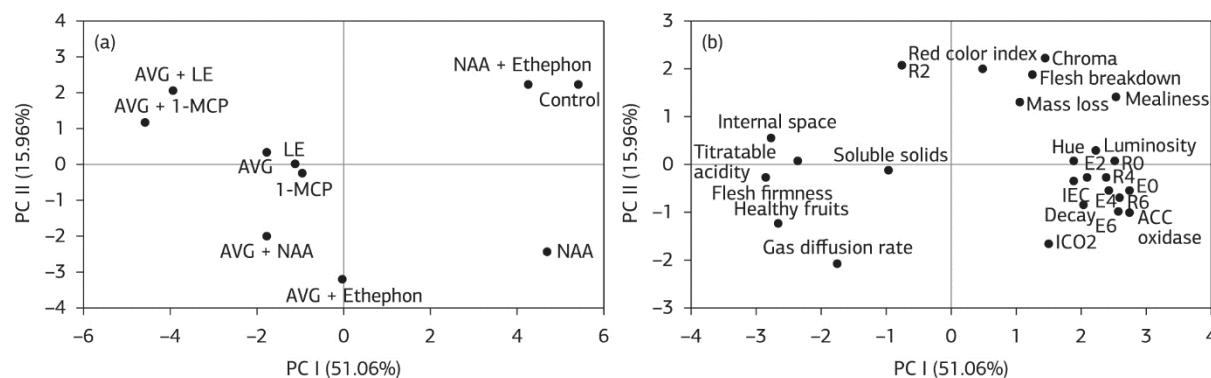 (a)
AVG + LE
AVG + 1-MCP
NAA + Ethephon
Control
LE
AVG
1-MCP
AVG + NAA
NAA
AVG + Ethephon
4
3
2
1
0
–1
–2
–3
–4
PC II (15.96%)
–6
–4
–2
0
2
4
6
PC I (51.06%)
(b)
Red color index
R2
Chroma
Flesh breakdown
Mass loss
Mealiness
Internal space
Titratable
acidity
Soluble solids
Flesh firmness
Healthy fruits
Gas diffusion rate
Hue
Luminosity
E2
R0
R4
IEC
E4
E0
R6
Decay
E6
ACC
oxidase
ICO2
3
2
1
0
–1
–2
–3
PC II (15.96%)
–4
–3
–2
–1
0
1
2
3
4
PC I (51.06%)